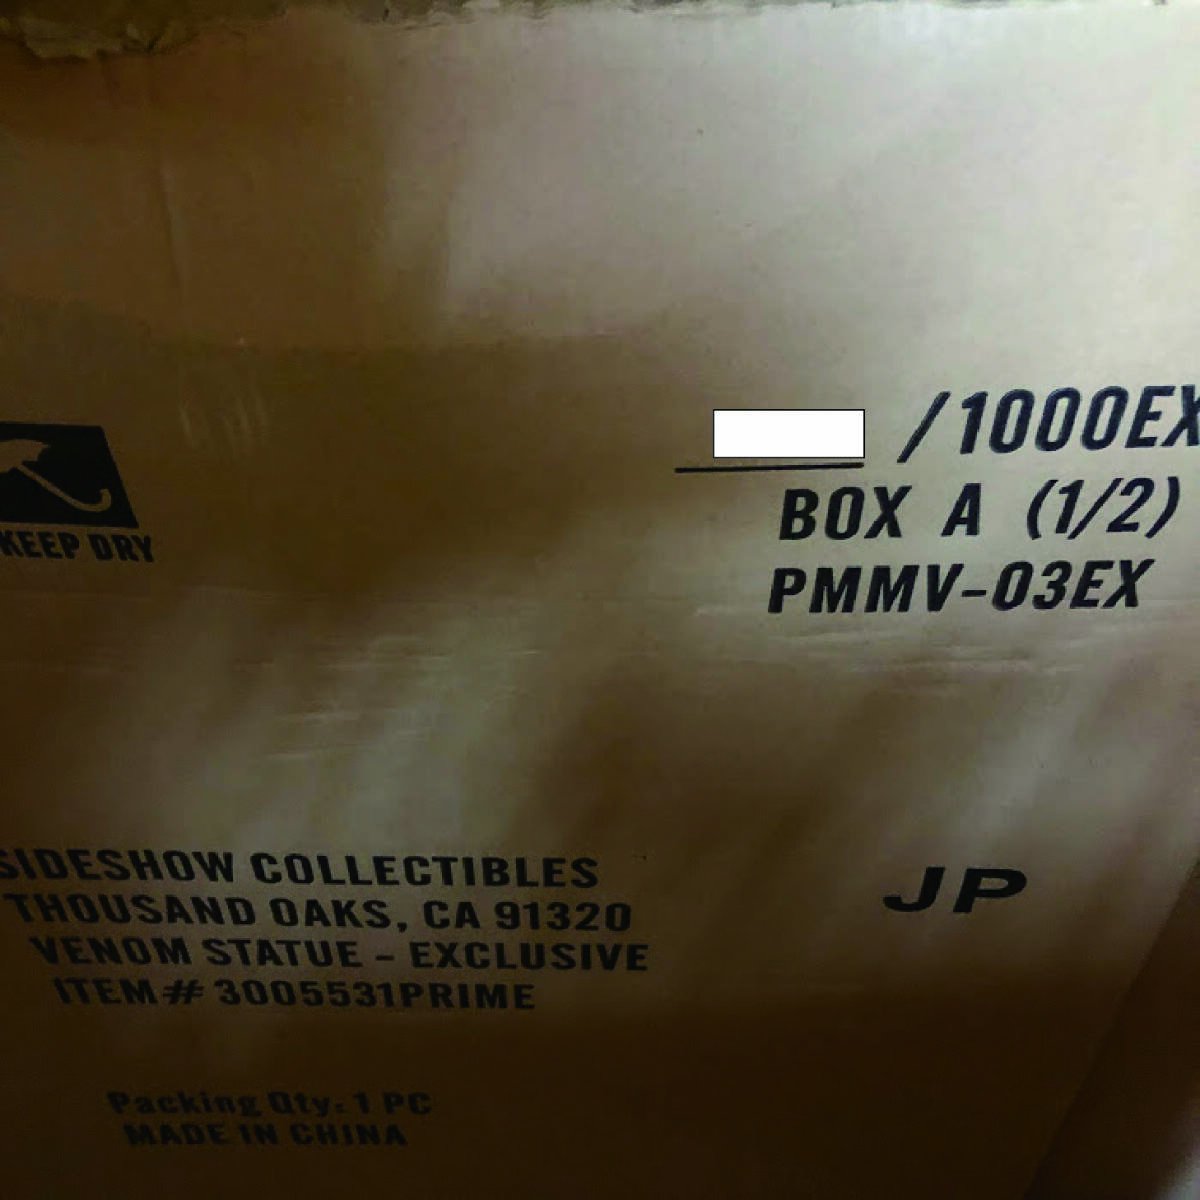 /1000EX
BOX A (1/2)
PMMV-03EX
KEEP DRY
SIDESHOW COLLECTIBLES
THOUSAND OAKS, CA 91320
VENOM STATUE - EXCLUSIVE
ITEM# 3005531PRIME
JP
Packing Qty: 1 PC
MADE IN CHINA